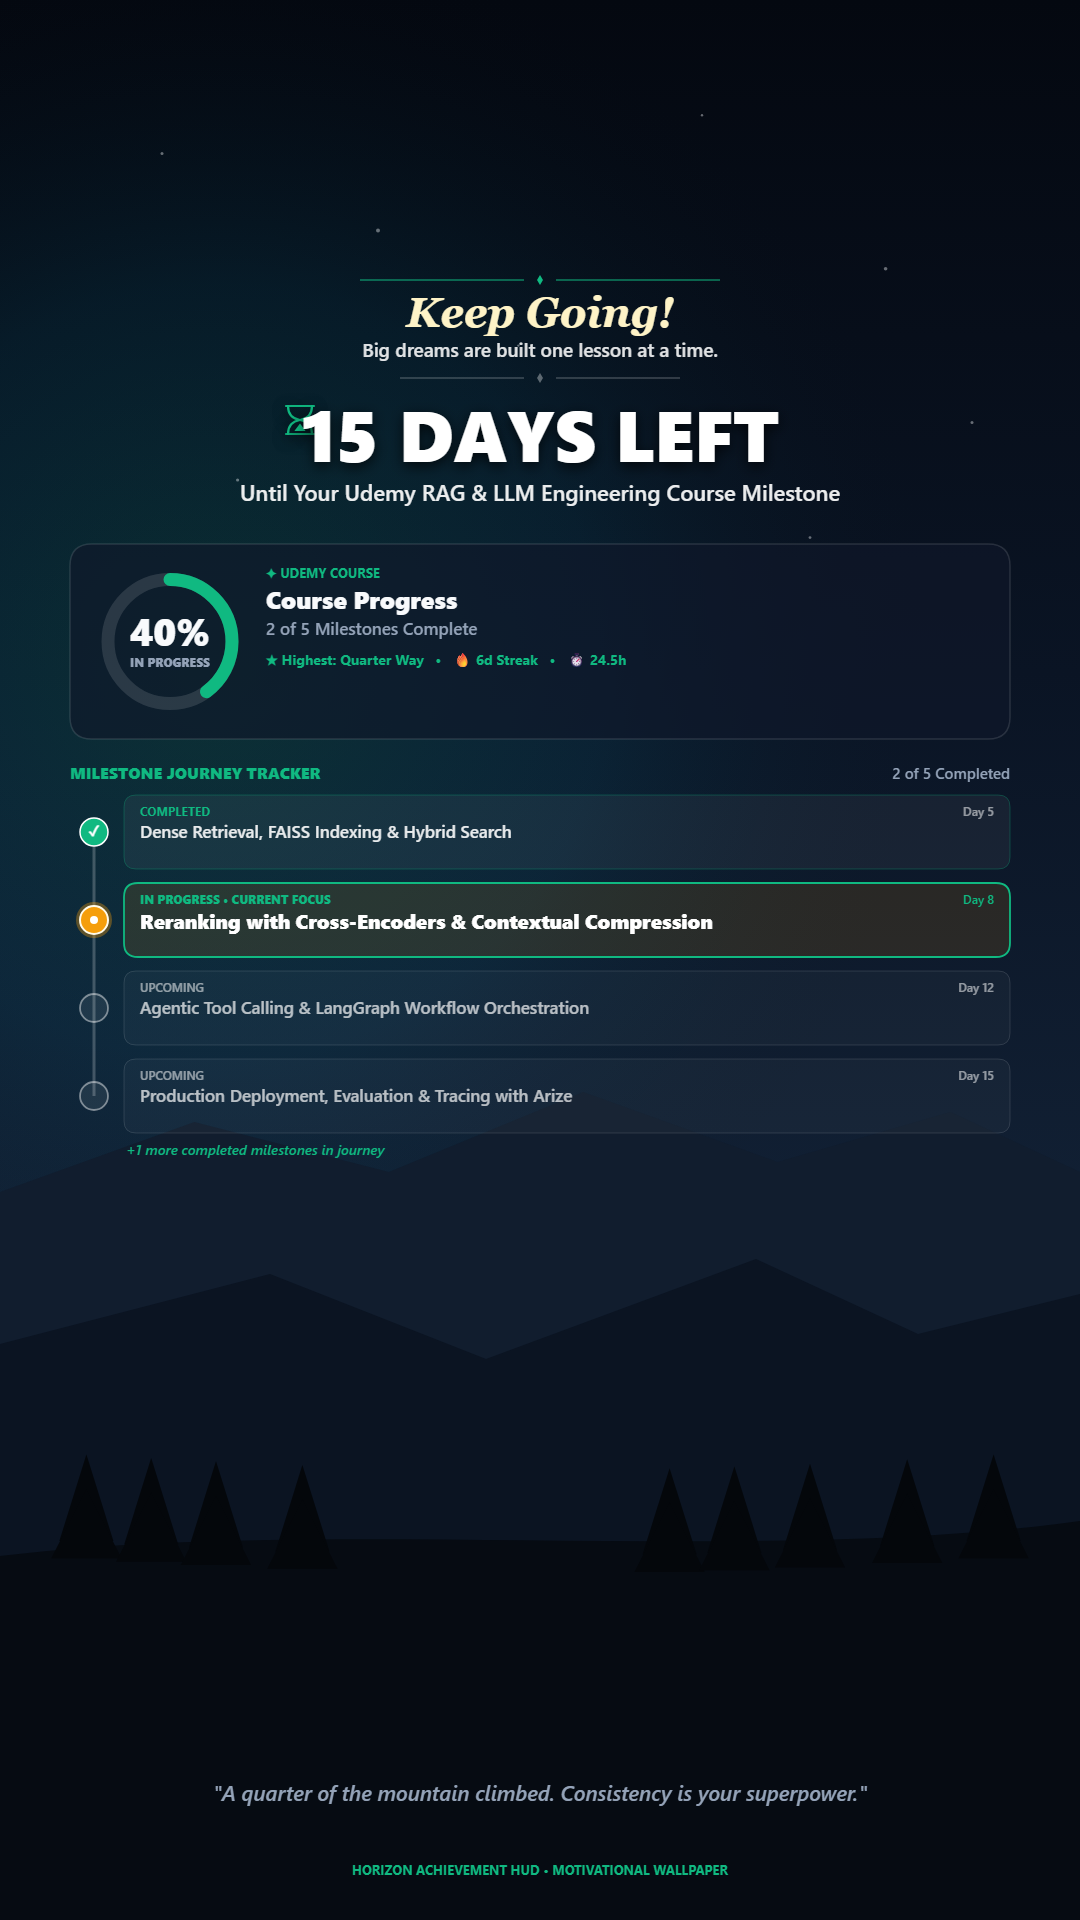 Keep Going!
Big dreams are built one lesson at a time.
15 DAYS LEFT
Until Your Udemy RAG & LLM Engineering Course Milestone
40%
IN PROGRESS
✦ UDEMY COURSE
Course Progress
2 of 5 Milestones Complete
★ Highest: Quarter Way • 🔥 6d Streak • ⏱ 24.5h
MILESTONE JOURNEY TRACKER
2 of 5 Completed
COMPLETED
Day 5
Dense Retrieval, FAISS Indexing & Hybrid Search
IN PROGRESS • CURRENT FOCUS
Day 8
Reranking with Cross-Encoders & Contextual Compression
UPCOMING
Day 12
Agentic Tool Calling & LangGraph Workflow Orchestration
UPCOMING
Day 15
Production Deployment, Evaluation & Tracing with Arize
+1 more completed milestones in journey
"A quarter of the mountain climbed. Consistency is your superpower."
HORIZON ACHIEVEMENT HUD • MOTIVATIONAL WALLPAPER